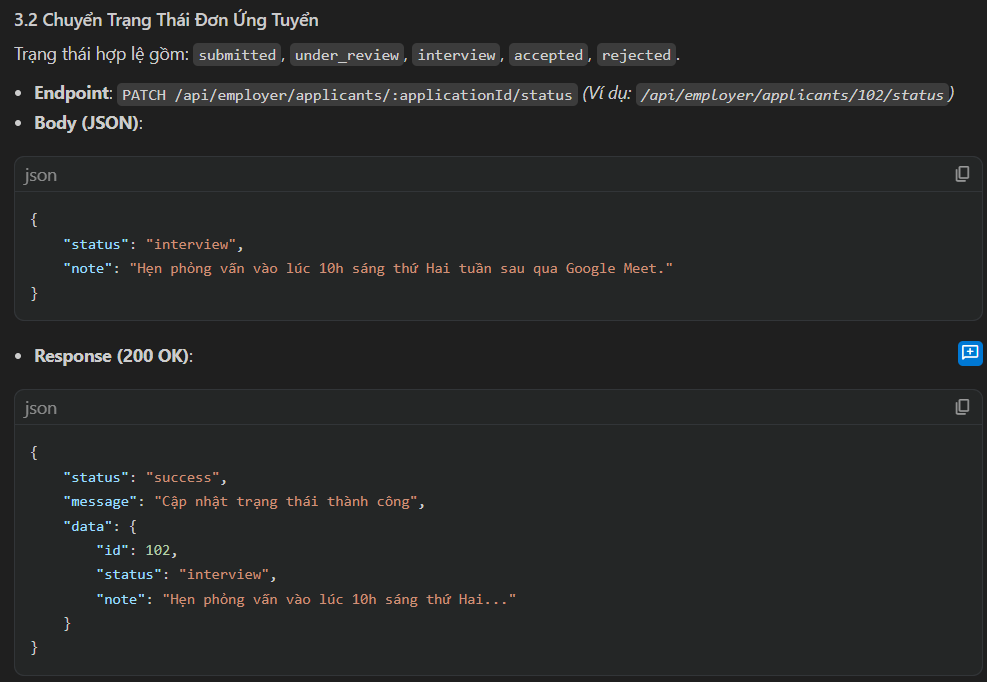 3.2 Chuyển Trạng Thái Đơn Ứng Tuyển
Trạng thái hợp lệ gồm: submitted, under_review, interview, accepted, rejected.
• Endpoint: PATCH /api/employer/applicants/:applicationId/status (Ví dụ: /api/employer/applicants/102/status)
• Body (JSON):
json
{
    "status": "interview",
    "note": "Hẹn phỏng vấn vào lúc 10h sáng thứ Hai tuần sau qua Google Meet."
}
• Response (200 OK):
json
{
    "status": "success",
    "message": "Cập nhật trạng thái thành công",
    "data": {
        "id": 102,
        "status": "interview",
        "note": "Hẹn phỏng vấn vào lúc 10h sáng thứ Hai..."
    }
}